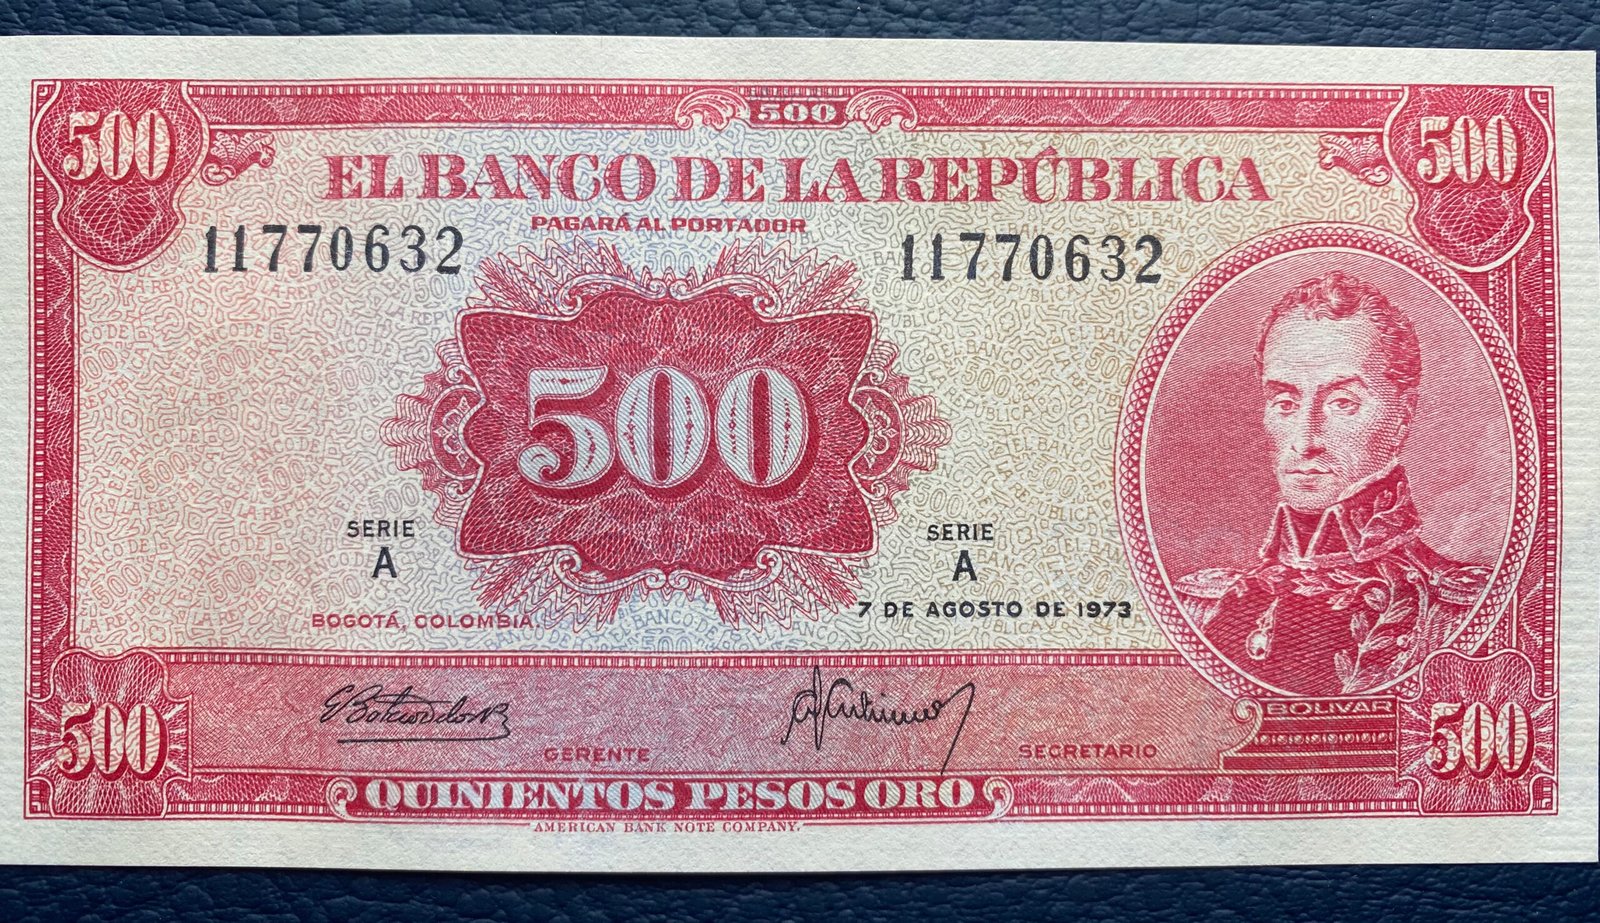 500
500 500
EL BANCO DE LA REPÚBLICA
PAGARÁ AL PORTADOR
11770632 11770632
500
SERIE SERIE
A A
BOGOTÁ, COLOMBIA 7 DE AGOSTO DE 1973
BOLIVAR
500 500
GERENTE SECRETARIO
QUINIENTOS PESOS ORO
AMERICAN BANK NOTE COMPANY.